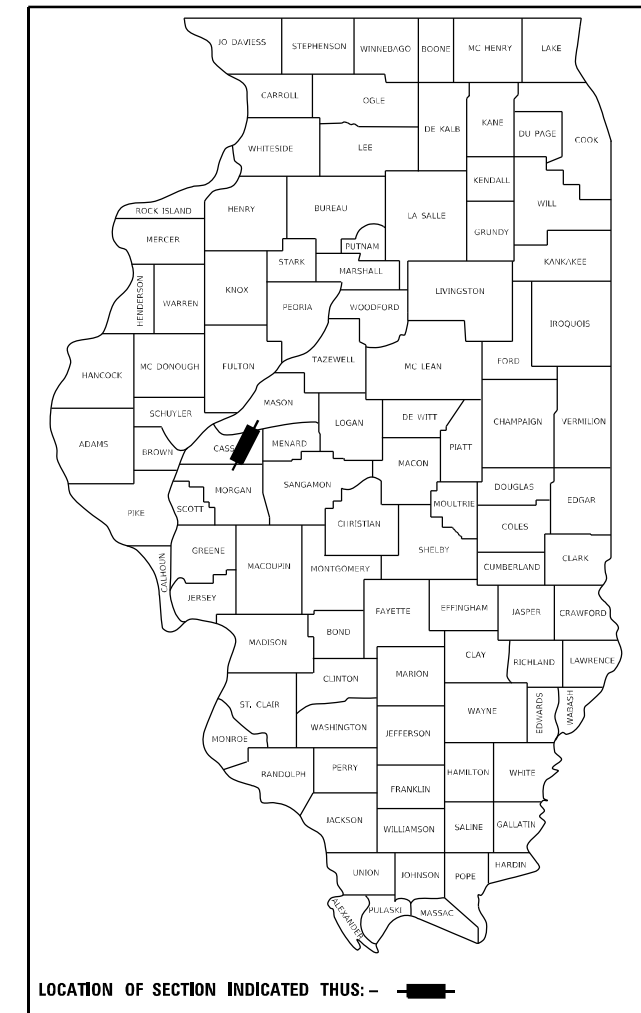 JO DAVIESS
STEPHENSON
WINNEBAGO
BOONE
MC HENRY
LAKE
CARROLL
OGLE
DE KALB
KANE
DU PAGE
COOK
WHITESIDE
LEE
KENDALL
WILL
ROCK ISLAND
HENRY
BUREAU
LA SALLE
GRUNDY
MERCER
PUTNAM
KANKAKEE
STARK
MARSHALL
HENDERSON
WARREN
KNOX
PEORIA
WOODFORD
LIVINGSTON
IROQUOIS
HANCOCK
MC DONOUGH
FULTON
TAZEWELL
MC LEAN
FORD
MASON
SCHUYLER
LOGAN
DE WITT
CHAMPAIGN
VERMILION
ADAMS
BROWN
CASS
MENARD
PIATT
MACON
MORGAN
SANGAMON
DOUGLAS
PIKE
SCOTT
MOULTRIE
EDGAR
CHRISTIAN
COLES
GREENE
MACOUPIN
MONTGOMERY
SHELBY
CUMBERLAND
CLARK
CALHOUN
JERSEY
FAYETTE
EFFINGHAM
JASPER
CRAWFORD
MADISON
BOND
CLAY
RICHLAND
LAWRENCE
CLINTON
MARION
ST. CLAIR
WAYNE
EDWARDS
WABASH
WASHINGTON
JEFFERSON
MONROE
RANDOLPH
PERRY
HAMILTON
WHITE
FRANKLIN
JACKSON
WILLIAMSON
SALINE
GALLATIN
UNION
JOHNSON
POPE
HARDIN
ALEXANDER
PULASKI
MASSAC
LOCATION OF SECTION INDICATED THUS: –